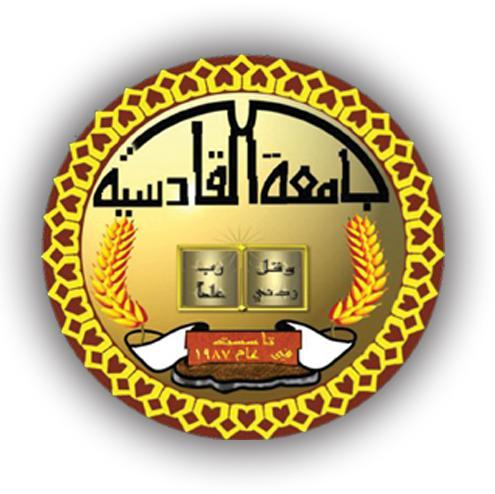 جامعة القادسية
وقل رب
زدني علماً
تأسست
في عام ١٩٨٧